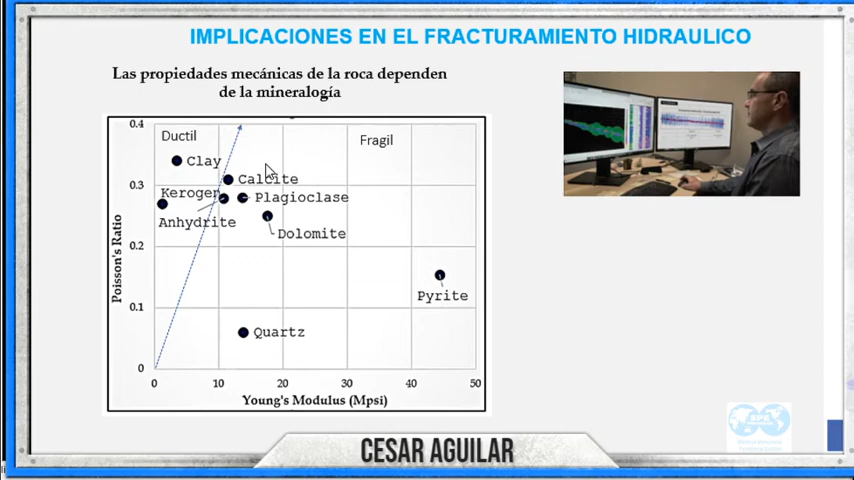 IMPLICACIONES EN EL FRACTURAMIENTO HIDRAULICO
Las propiedades mecánicas de la roca dependen
de la mineralogía
0.4
Ductil
Fragil
Clay
Calcite
0.3
Kerogen
Plagioclase
Anhydrite
Dolomite
0.2
Pyrite
0.1
Quartz
0
0 10 20 30 40 50
Poisson's Ratio
Young's Modulus (Mpsi)
SPE
CESAR AGUILAR